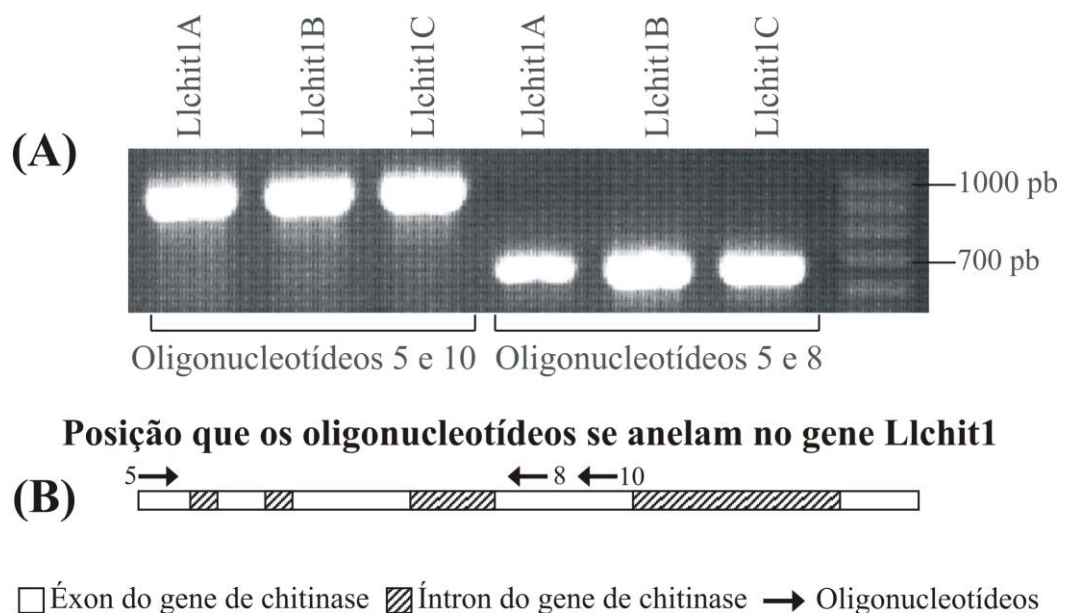 Llchit1A
Llchit1B
Llchit1C
Llchit1A
Llchit1B
Llchit1C
(A)
1000 pb
700 pb
Oligonucleotídeos 5 e 10
Oligonucleotídeos 5 e 8
Posição que os oligonucleotídeos se anelam no gene Llchit1
5
8
10
(B)
Éxon do gene de chitinase
Íntron do gene de chitinase
Oligonucleotídeos